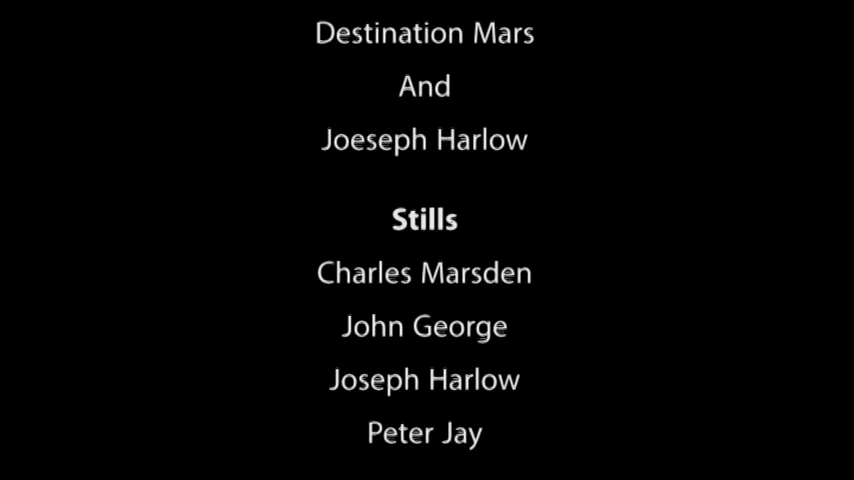 Destination Mars
And
Joeseph Harlow
Stills
Charles Marsden
John George
Joseph Harlow
Peter Jay